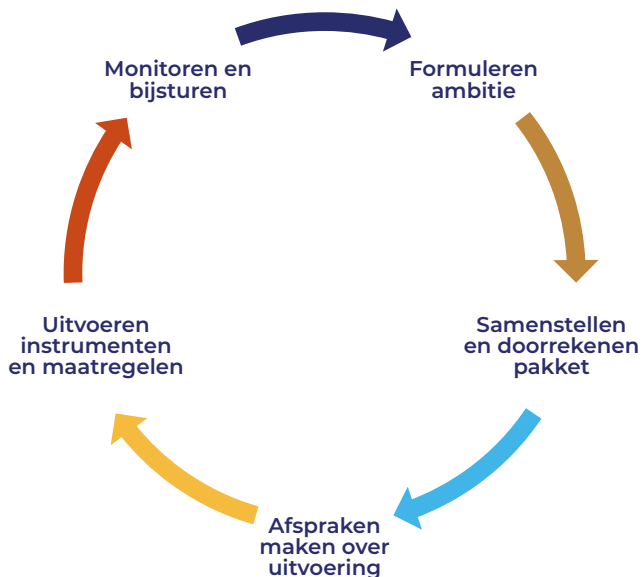 Monitoren en
bijsturen
Formuleren
ambitie
Samenstellen
en doorrekenen
pakket
Afspraken
maken over
uitvoering
Uitvoeren
instrumenten
en maatregelen